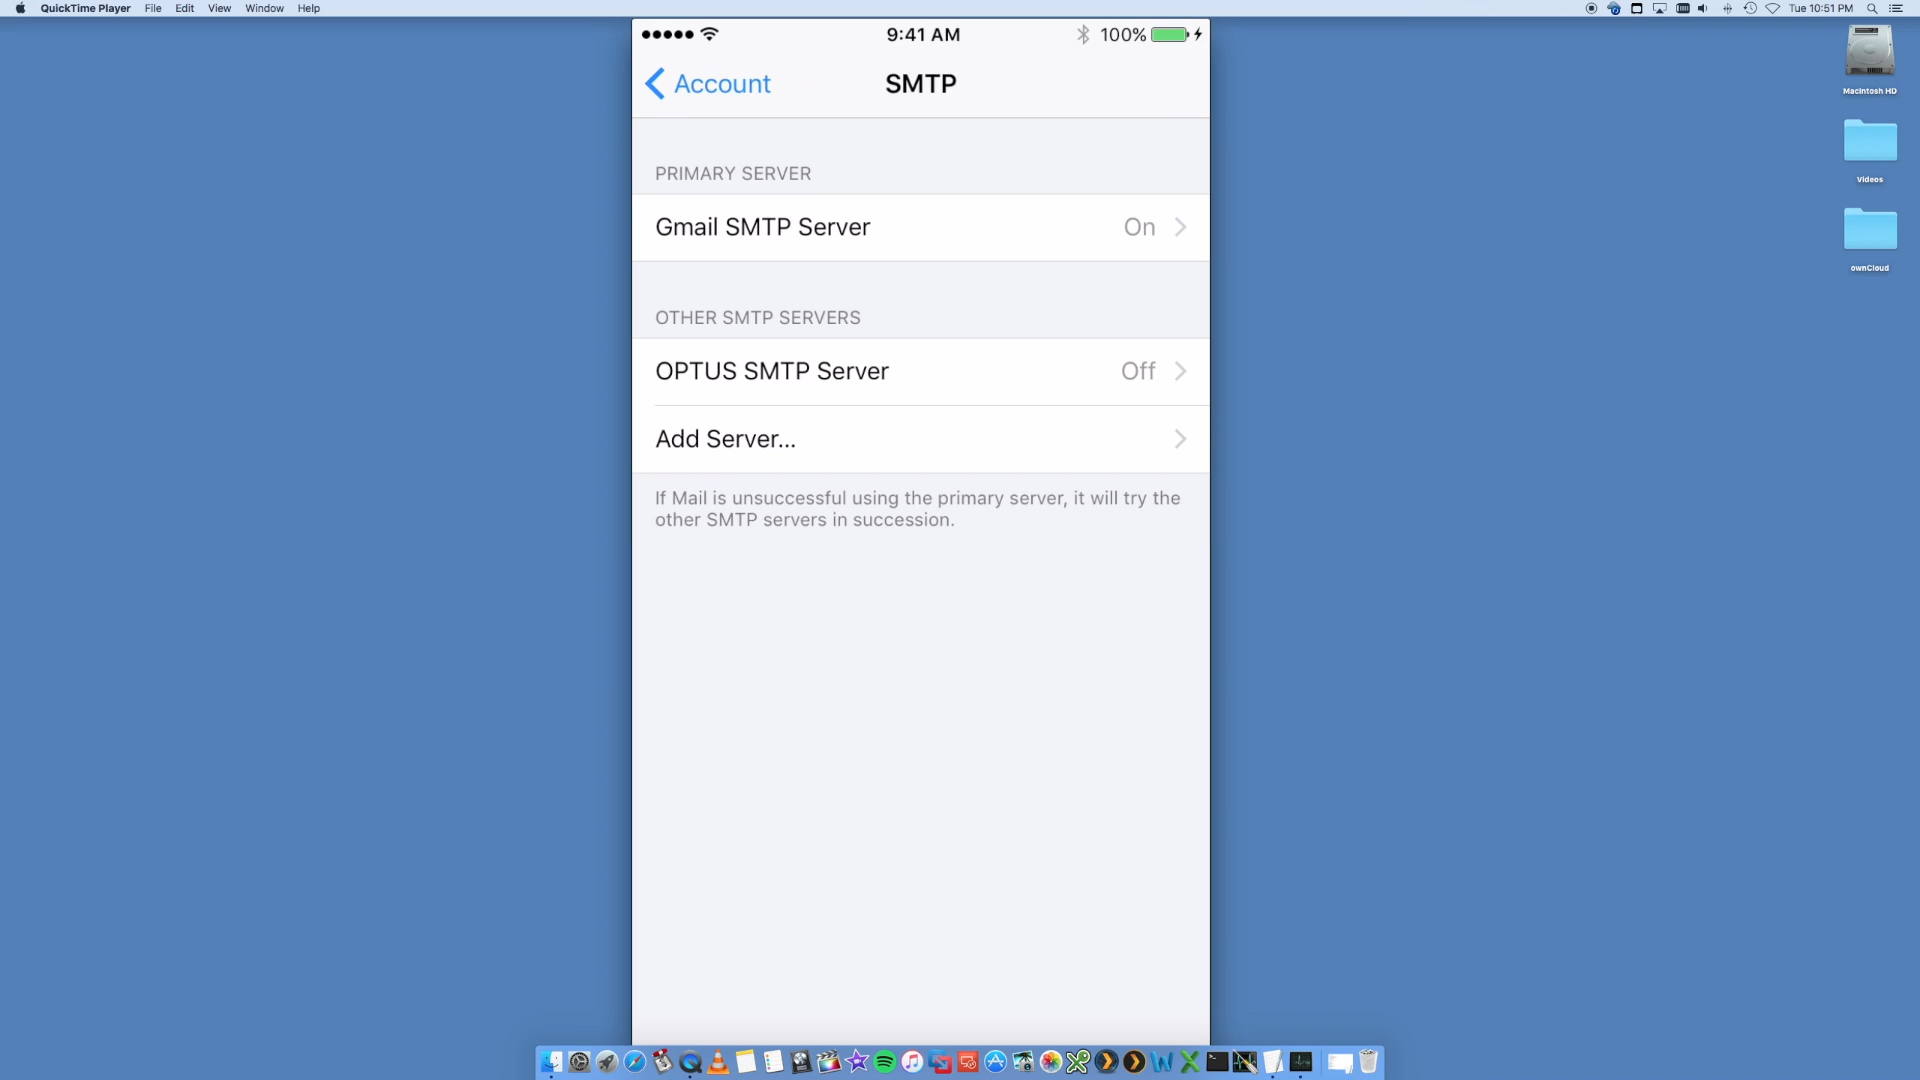 QuickTime Player File Edit View Window Help
Tue 10:51 PM
9:41 AM
100%
Account
SMTP
PRIMARY SERVER
Gmail SMTP Server
On
OTHER SMTP SERVERS
OPTUS SMTP Server
Off
Add Server...
If Mail is unsuccessful using the primary server, it will try the
other SMTP servers in succession.
Macintosh HD
Videos
ownCloud